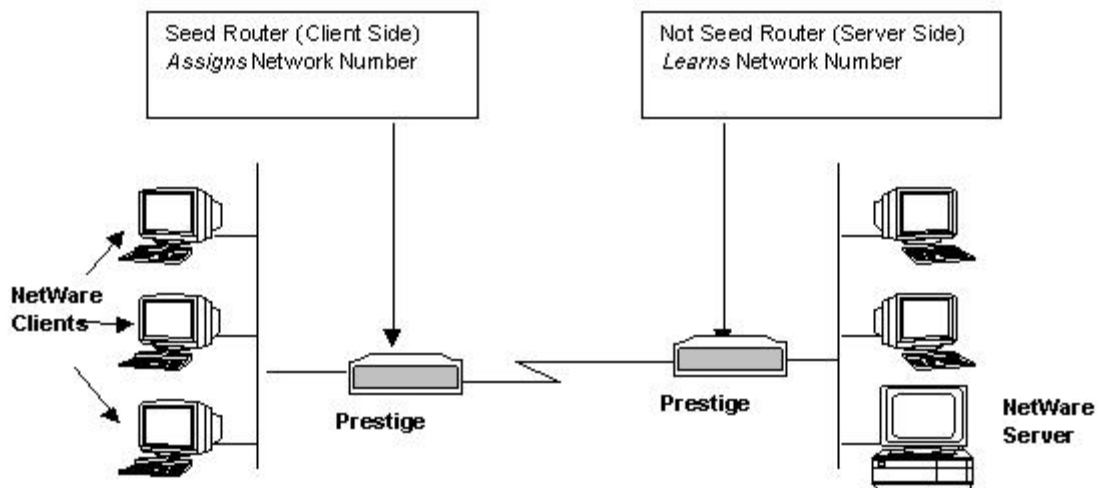 Seed Router (Client Side)
Assigns Network Number
Not Seed Router (Server Side)
Learns Network Number
NetWare
Clients
Prestige
Prestige
NetWare
Server